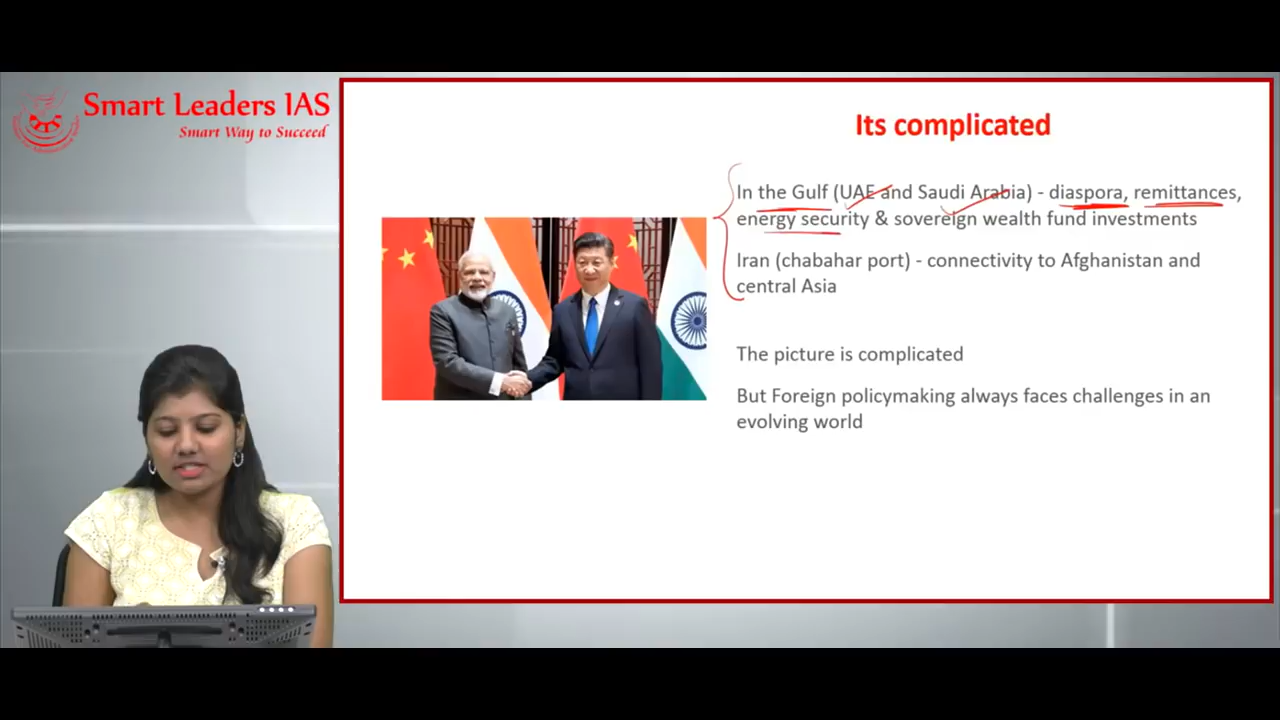 Smart Leaders IAS
Smart Way to Succeed
Its complicated
In the Gulf (UAE and Saudi Arabia) - diaspora, remittances,
energy security & sovereign wealth fund investments
Iran (chabahar port) - connectivity to Afghanistan and
central Asia
The picture is complicated
But Foreign policymaking always faces challenges in an
evolving world